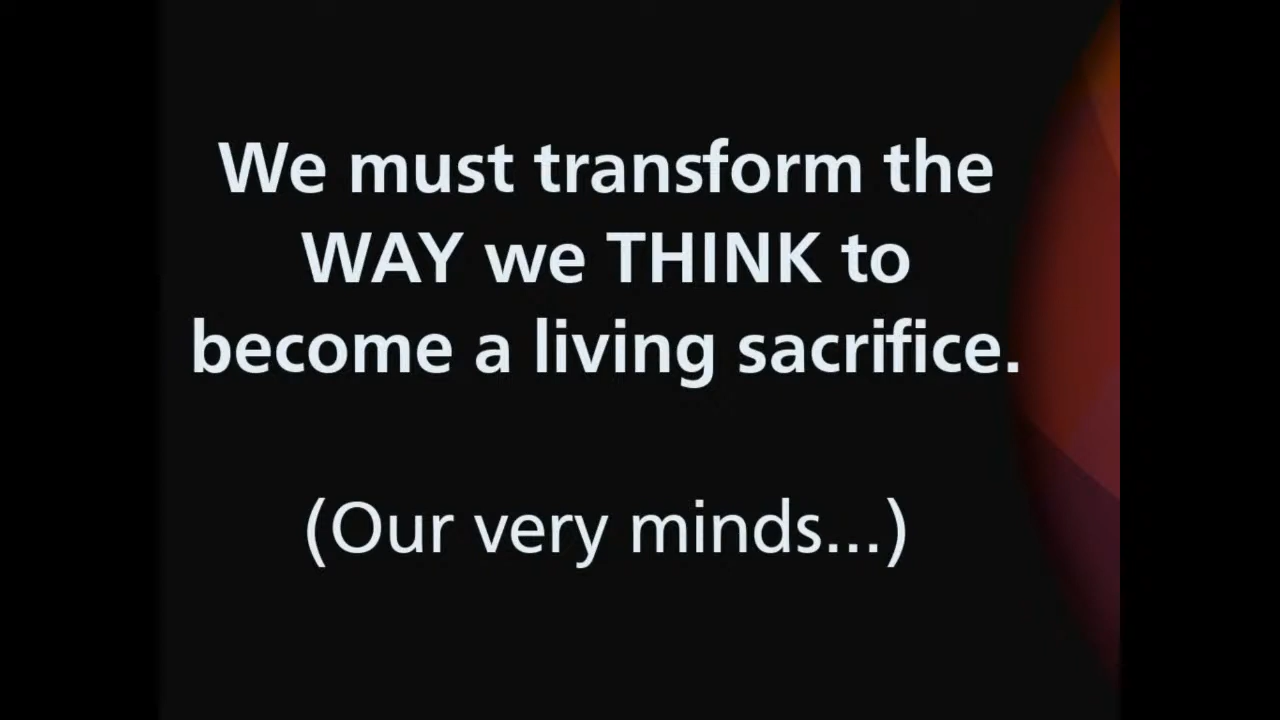 We must transform the
WAY we THINK to
become a living sacrifice.
(Our very minds...)